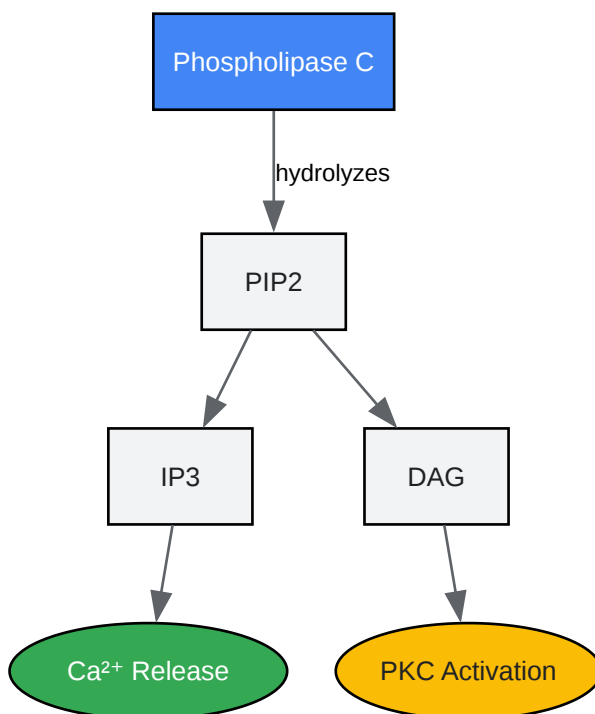 Phospholipase C
hydrolyzes
PIP2
IP3
DAG
Ca²⁺ Release
PKC Activation